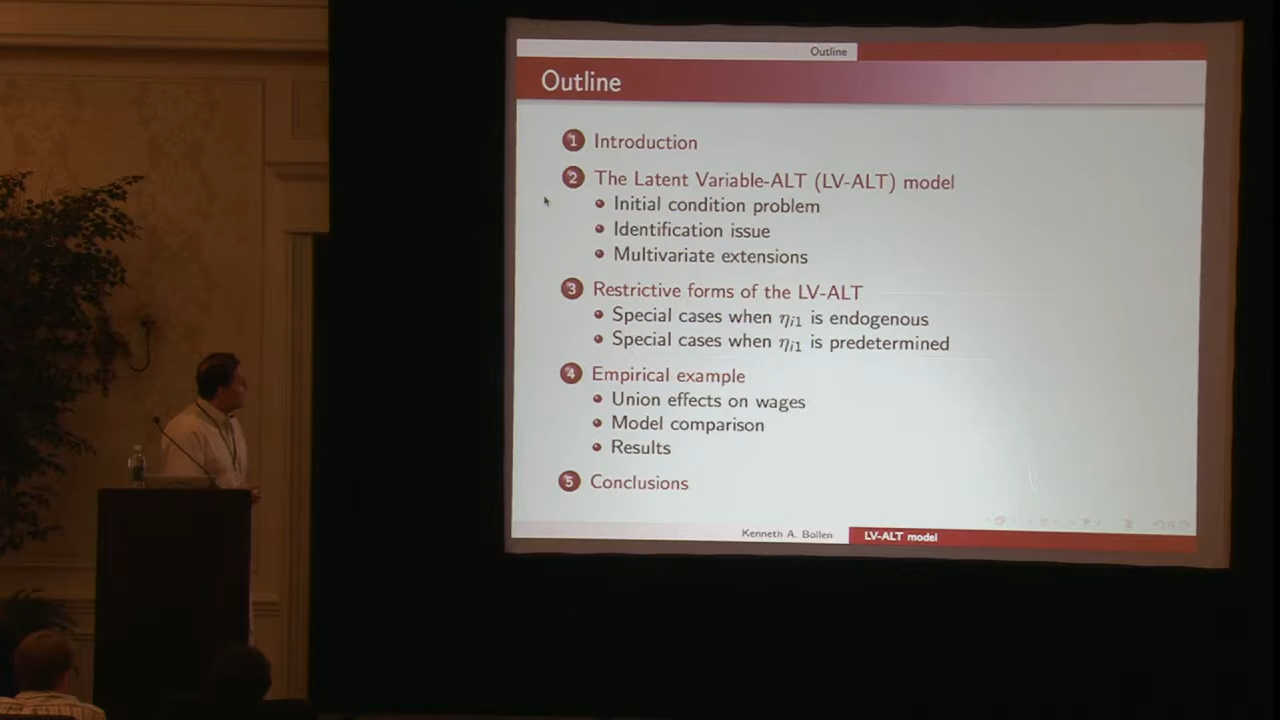 Outline
Outline
1 Introduction
2 The Latent Variable-ALT (LV-ALT) model
Initial condition problem
Identification issue
Multivariate extensions
3 Restrictive forms of the LV-ALT
Special cases when ηi1 is endogenous
Special cases when ηi1 is predetermined
4 Empirical example
Union effects on wages
Model comparison
Results
5 Conclusions
Kenneth A. Bollen LV-ALT model